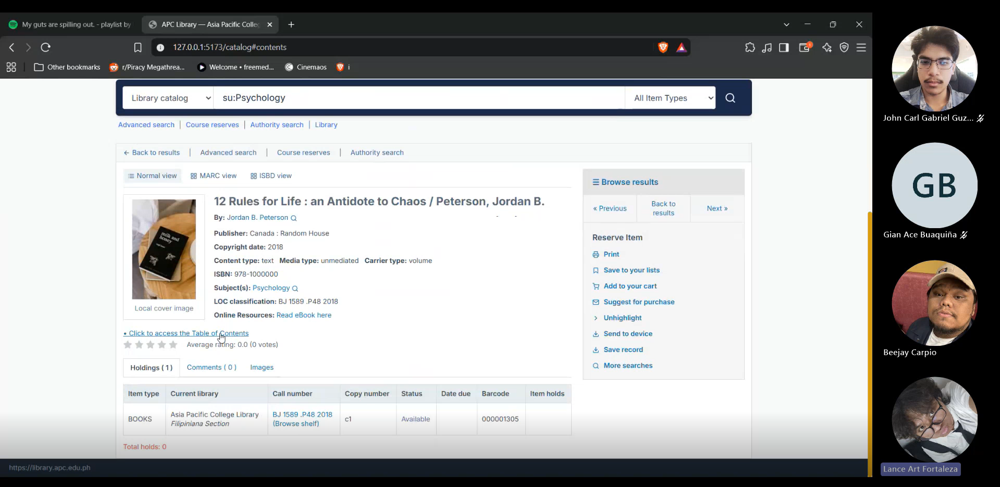 My guts are spilling out. - playlist by
APC Library — Asia Pacific Colleg
127.0.0.1:5173/catalog#contents
1
Other bookmarks
r/Piracy Megathrea...
Welcome • freemed...
Cinemaos
i
Library catalog
su:Psychology
All Item Types
Advanced search | Course reserves | Authority search | Library
← Back to results | Advanced search | Course reserves | Authority search
Normal view
MARC view
ISBD view
12 Rules for Life : an Antidote to Chaos / Peterson, Jordan B.
By: Jordan B. Peterson
Publisher: Canada : Random House
Copyright date: 2018
Content type: text Media type: unmediated Carrier type: volume
ISBN: 978-1000000
Subject(s): Psychology
LOC classification: BJ 1589 .P48 2018
Online Resources: Read eBook here
milk and
honey
Local cover image
• Click to access the Table of Contents
Average rating: 0.0 (0 votes)
Holdings ( 1 )
Comments ( 0 )
Images
Item type Current library Call number Copy number Status Date due Barcode Item holds
BOOKS Asia Pacific College Library BJ 1589 .P48 2018 c1 Available 000001305
Filipiniana Section (Browse shelf)
Total holds: 0
Browse results
« Previous
Back to
results
Next »
Reserve Item
Print
Save to your lists
Add to your cart
Suggest for purchase
Unhighlight
Send to device
Save record
More searches
https://library.apc.edu.ph
John Carl Gabriel Guz...
GB
Gian Ace Buaquiña
Beejay Carpio
Lance Art Fortaleza